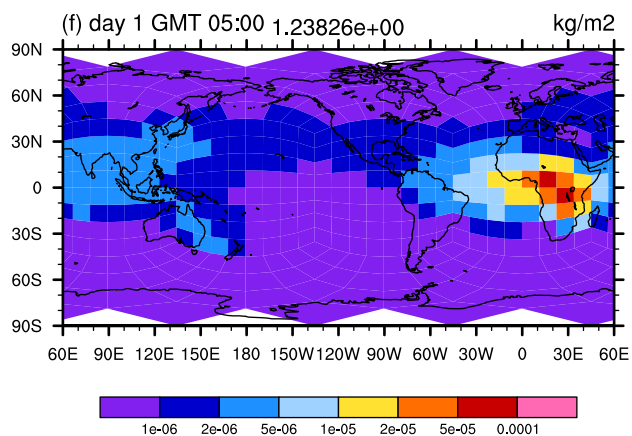 (f) day 1 GMT 05:00 1.23826e+00 kg/m2
90N
60N
30N
0
30S
60S
90S
60E 90E 120E 150E 180 150W 120W 90W 60W 30W 0 30E 60E
1e-06 2e-06 5e-06 1e-05 2e-05 5e-05 0.0001